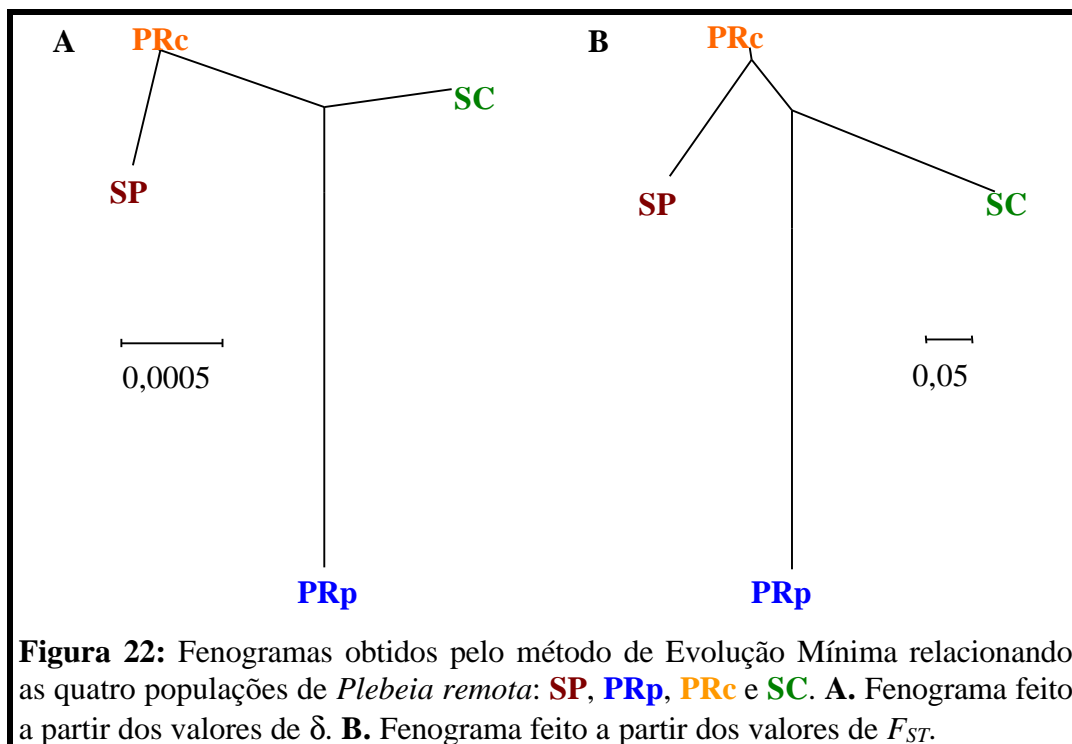 A
PRc
SC
SP
0,0005
PRp
B
PRc
SP
SC
0,05
PRp
Figura 22: Fenogramas obtidos pelo método de Evolução Mínima relacionando
as quatro populações de Plebeia remota: SP, PRp, PRc e SC. A. Fenograma feito
a partir dos valores de δ. B. Fenograma feito a partir dos valores de FST.